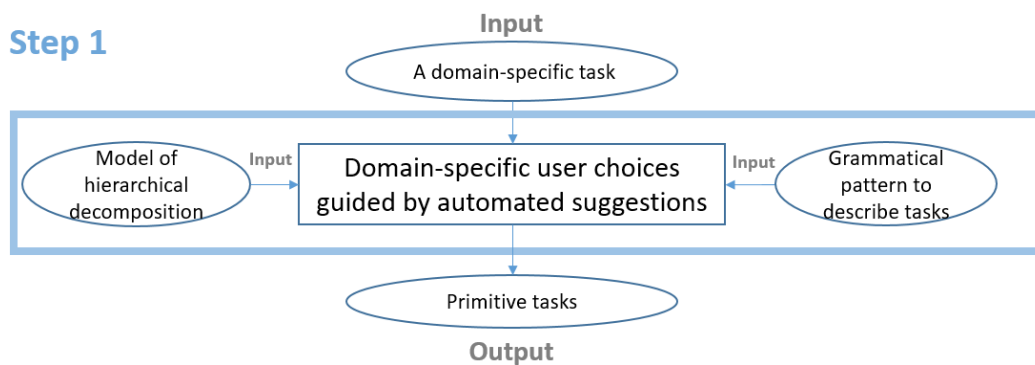 Input
Step 1
A domain-specific task
Model of
hierarchical
decomposition
Input
Domain-specific user choices
guided by automated suggestions
Input
Grammatical
pattern to
describe tasks
Primitive tasks
Output